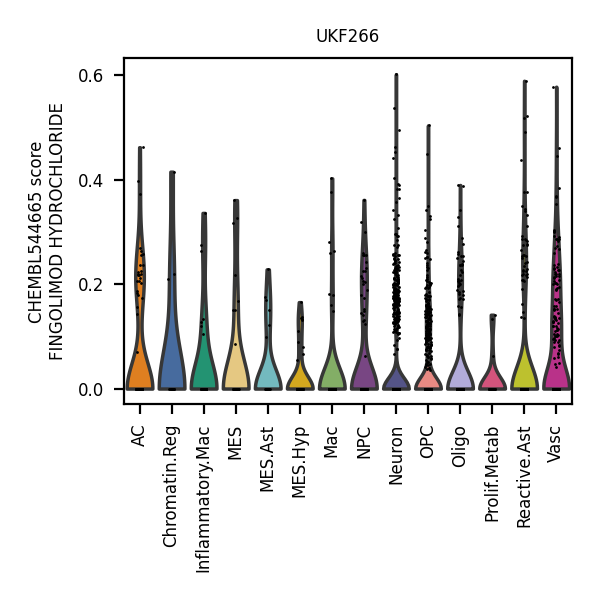 UKF266
CHEMBL544665 score
FINGOLIMOD HYDROCHLORIDE
0.6
0.4
0.2
0.0
AC
Chromatin.Reg
Inflammatory.Mac
MES
MES.Ast
MES.Hyp
Mac
NPC
Neuron
OPC
Oligo
Prolif.Metab
Reactive.Ast
Vasc